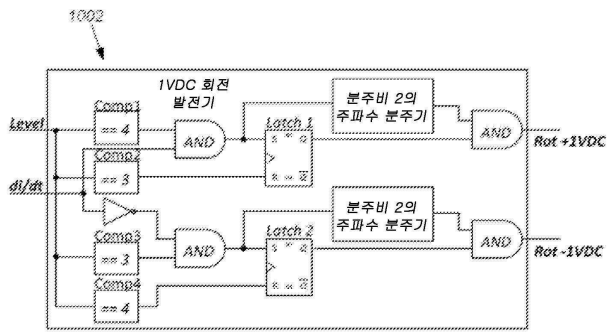 1002
1VDC 회전
발전기
Level
di/dt
Comp1
== 4
Comp2
== 3
Comp3
== 3
Comp4
== 4
AND
AND
Latch 1
S Q
R Q
Latch 2
S Q
R Q
분주비 2의
주파수 분주기
분주비 2의
주파수 분주기
AND
Rot +1VDC
AND
Rot -1VDC